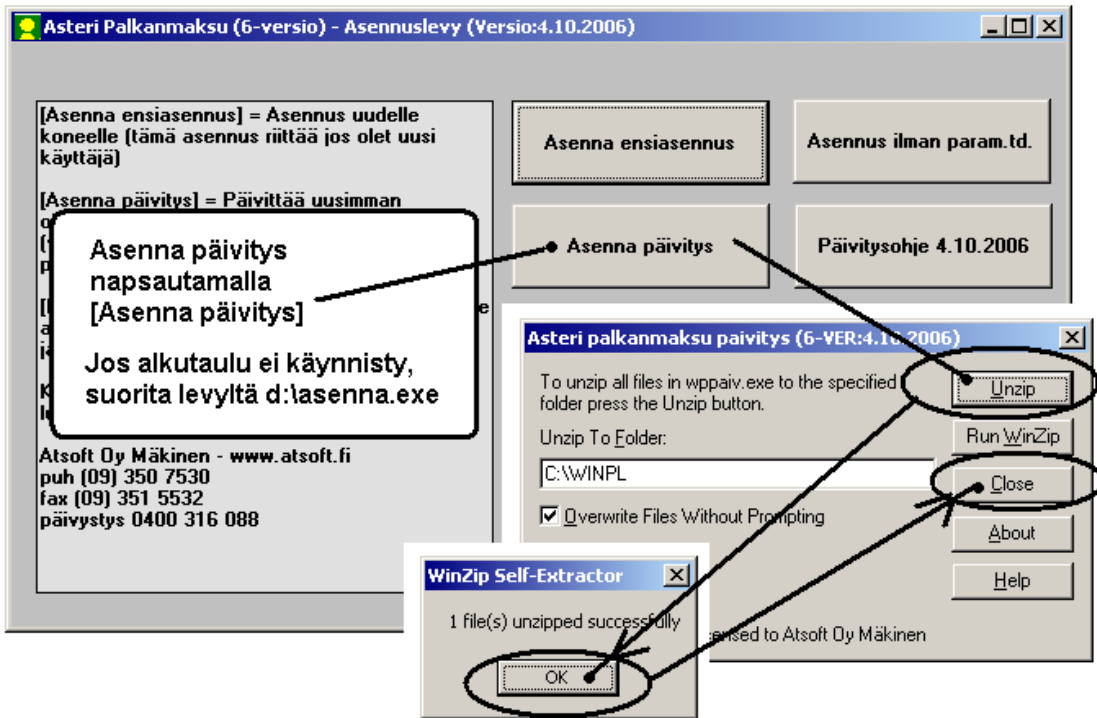 Asteri Palkanmaksu (6-versio) - Asennuslevy (Versio:4.10.2006)
[Asenna ensiasennus] = Asennus uudelle
koneelle (tämä asennus riittää jos olet uusi
käyttäjä)
[Asenna päivitys] = Päivittää uusimman
Asenna ensiasennus
Asennus ilman param.td.
Asenna päivitys
Päivitysohje 4.10.2006
Asenna päivitys
napsautamalla
[Asenna päivitys]
Jos alkutaulu ei käynnisty,
suorita levyltä d:\asenna.exe
Atsoft Oy Mäkinen - www.atsoft.fi
puh (09) 350 7530
fax (09) 351 5532
päivystys 0400 316 088
Asteri palkanmaksu paivitys (6-VER:4.10.2006)
To unzip all files in wppaiv.exe to the specified
folder press the Unzip button.
Unzip To Folder:
C:\WINPL
Overwrite Files Without Prompting
Unzip
Run WinZip
Close
About
Help
to Atsoft Oy Mäkinen
WinZip Self-Extractor
1 file(s) unzipped successfully
OK